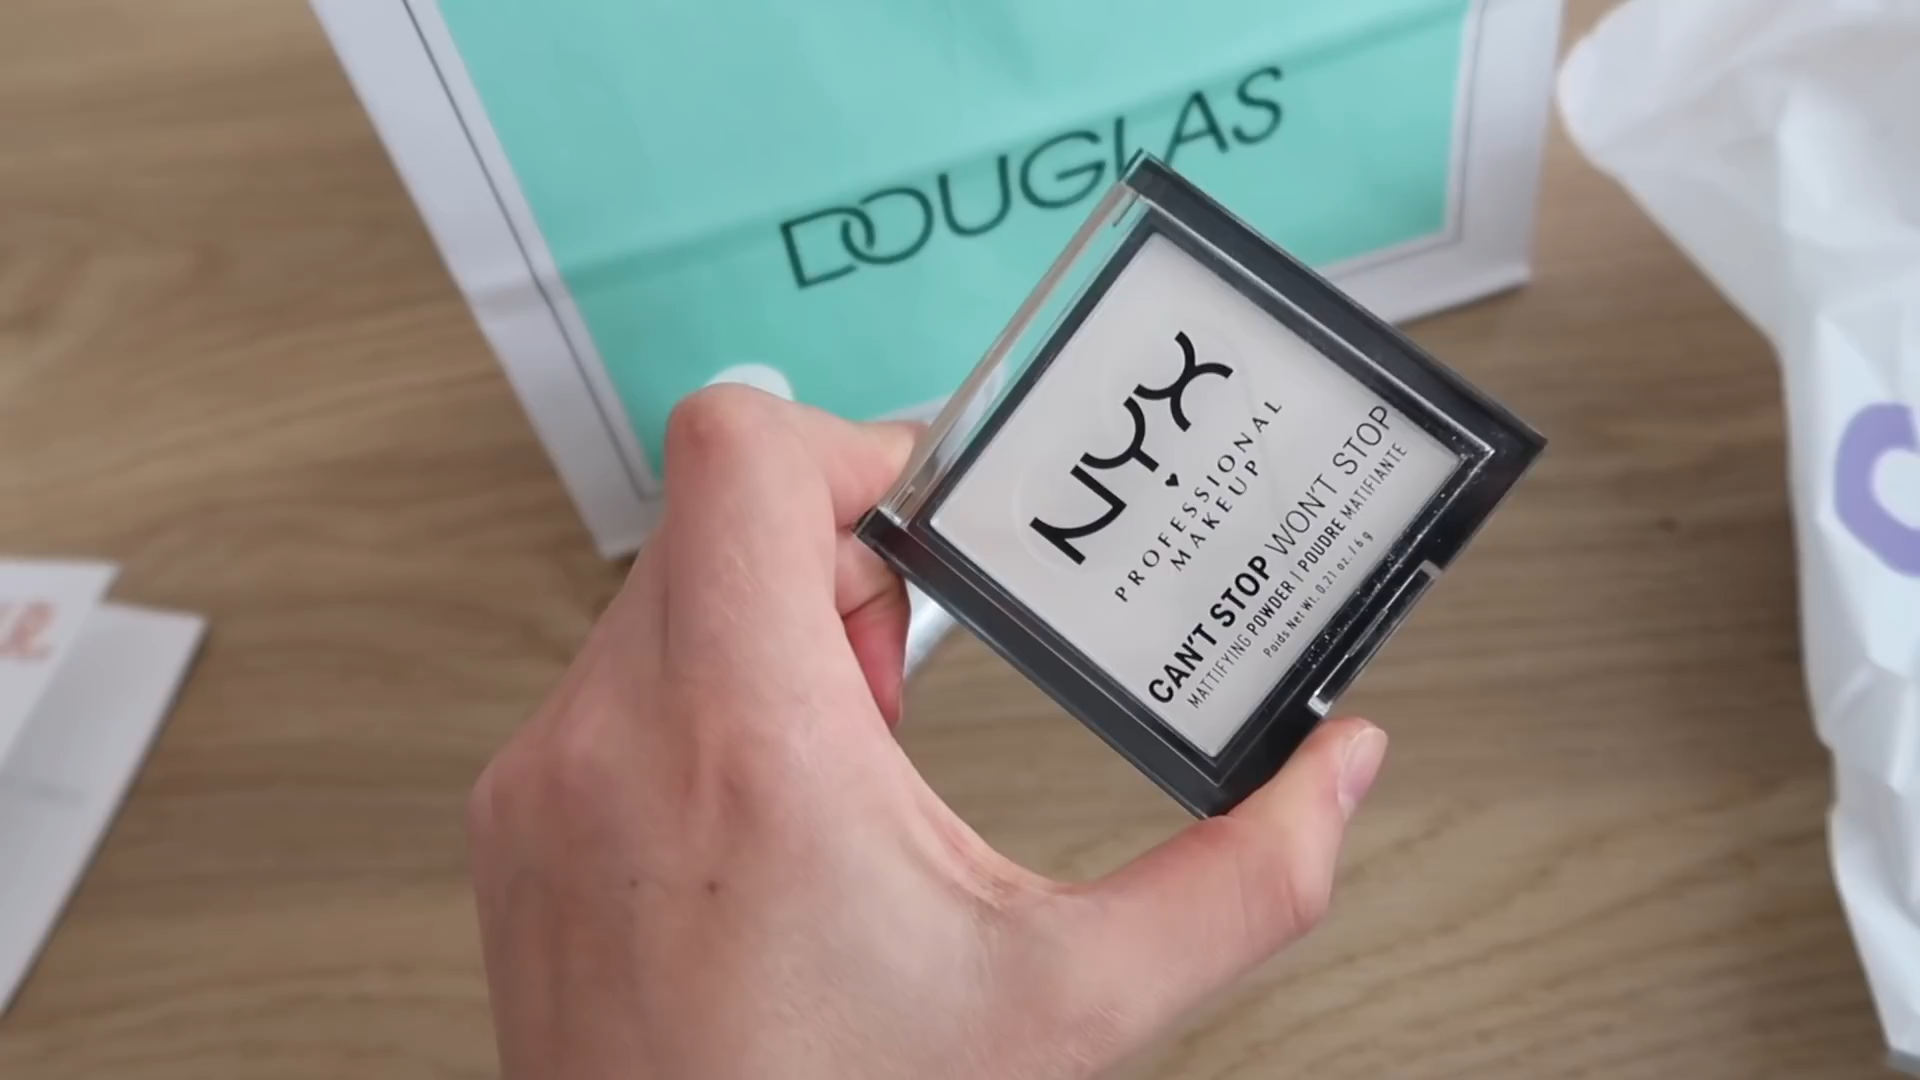 DOUGLAS
NYX
PROFESSIONAL
MAKEUP
CAN'T STOP WON'T STOP
MATTIFYING POWDER | POUDRE MATIFIANTE
Poids Net Wt. 0.21 oz. / 6 g